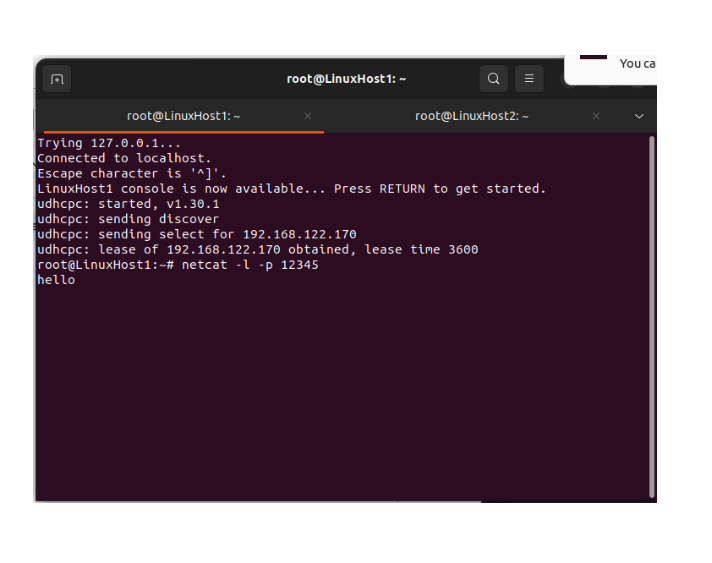 You ca
root@LinuxHost1: ~
root@LinuxHost1: ~
root@LinuxHost2: ~
Trying 127.0.0.1...
Connected to localhost.
Escape character is '^]'.
LinuxHost1 console is now available... Press RETURN to get started.
udhcpc: started, v1.30.1
udhcpc: sending discover
udhcpc: sending select for 192.168.122.170
udhcpc: lease of 192.168.122.170 obtained, lease time 3600
root@LinuxHost1:~# netcat -l -p 12345
hello